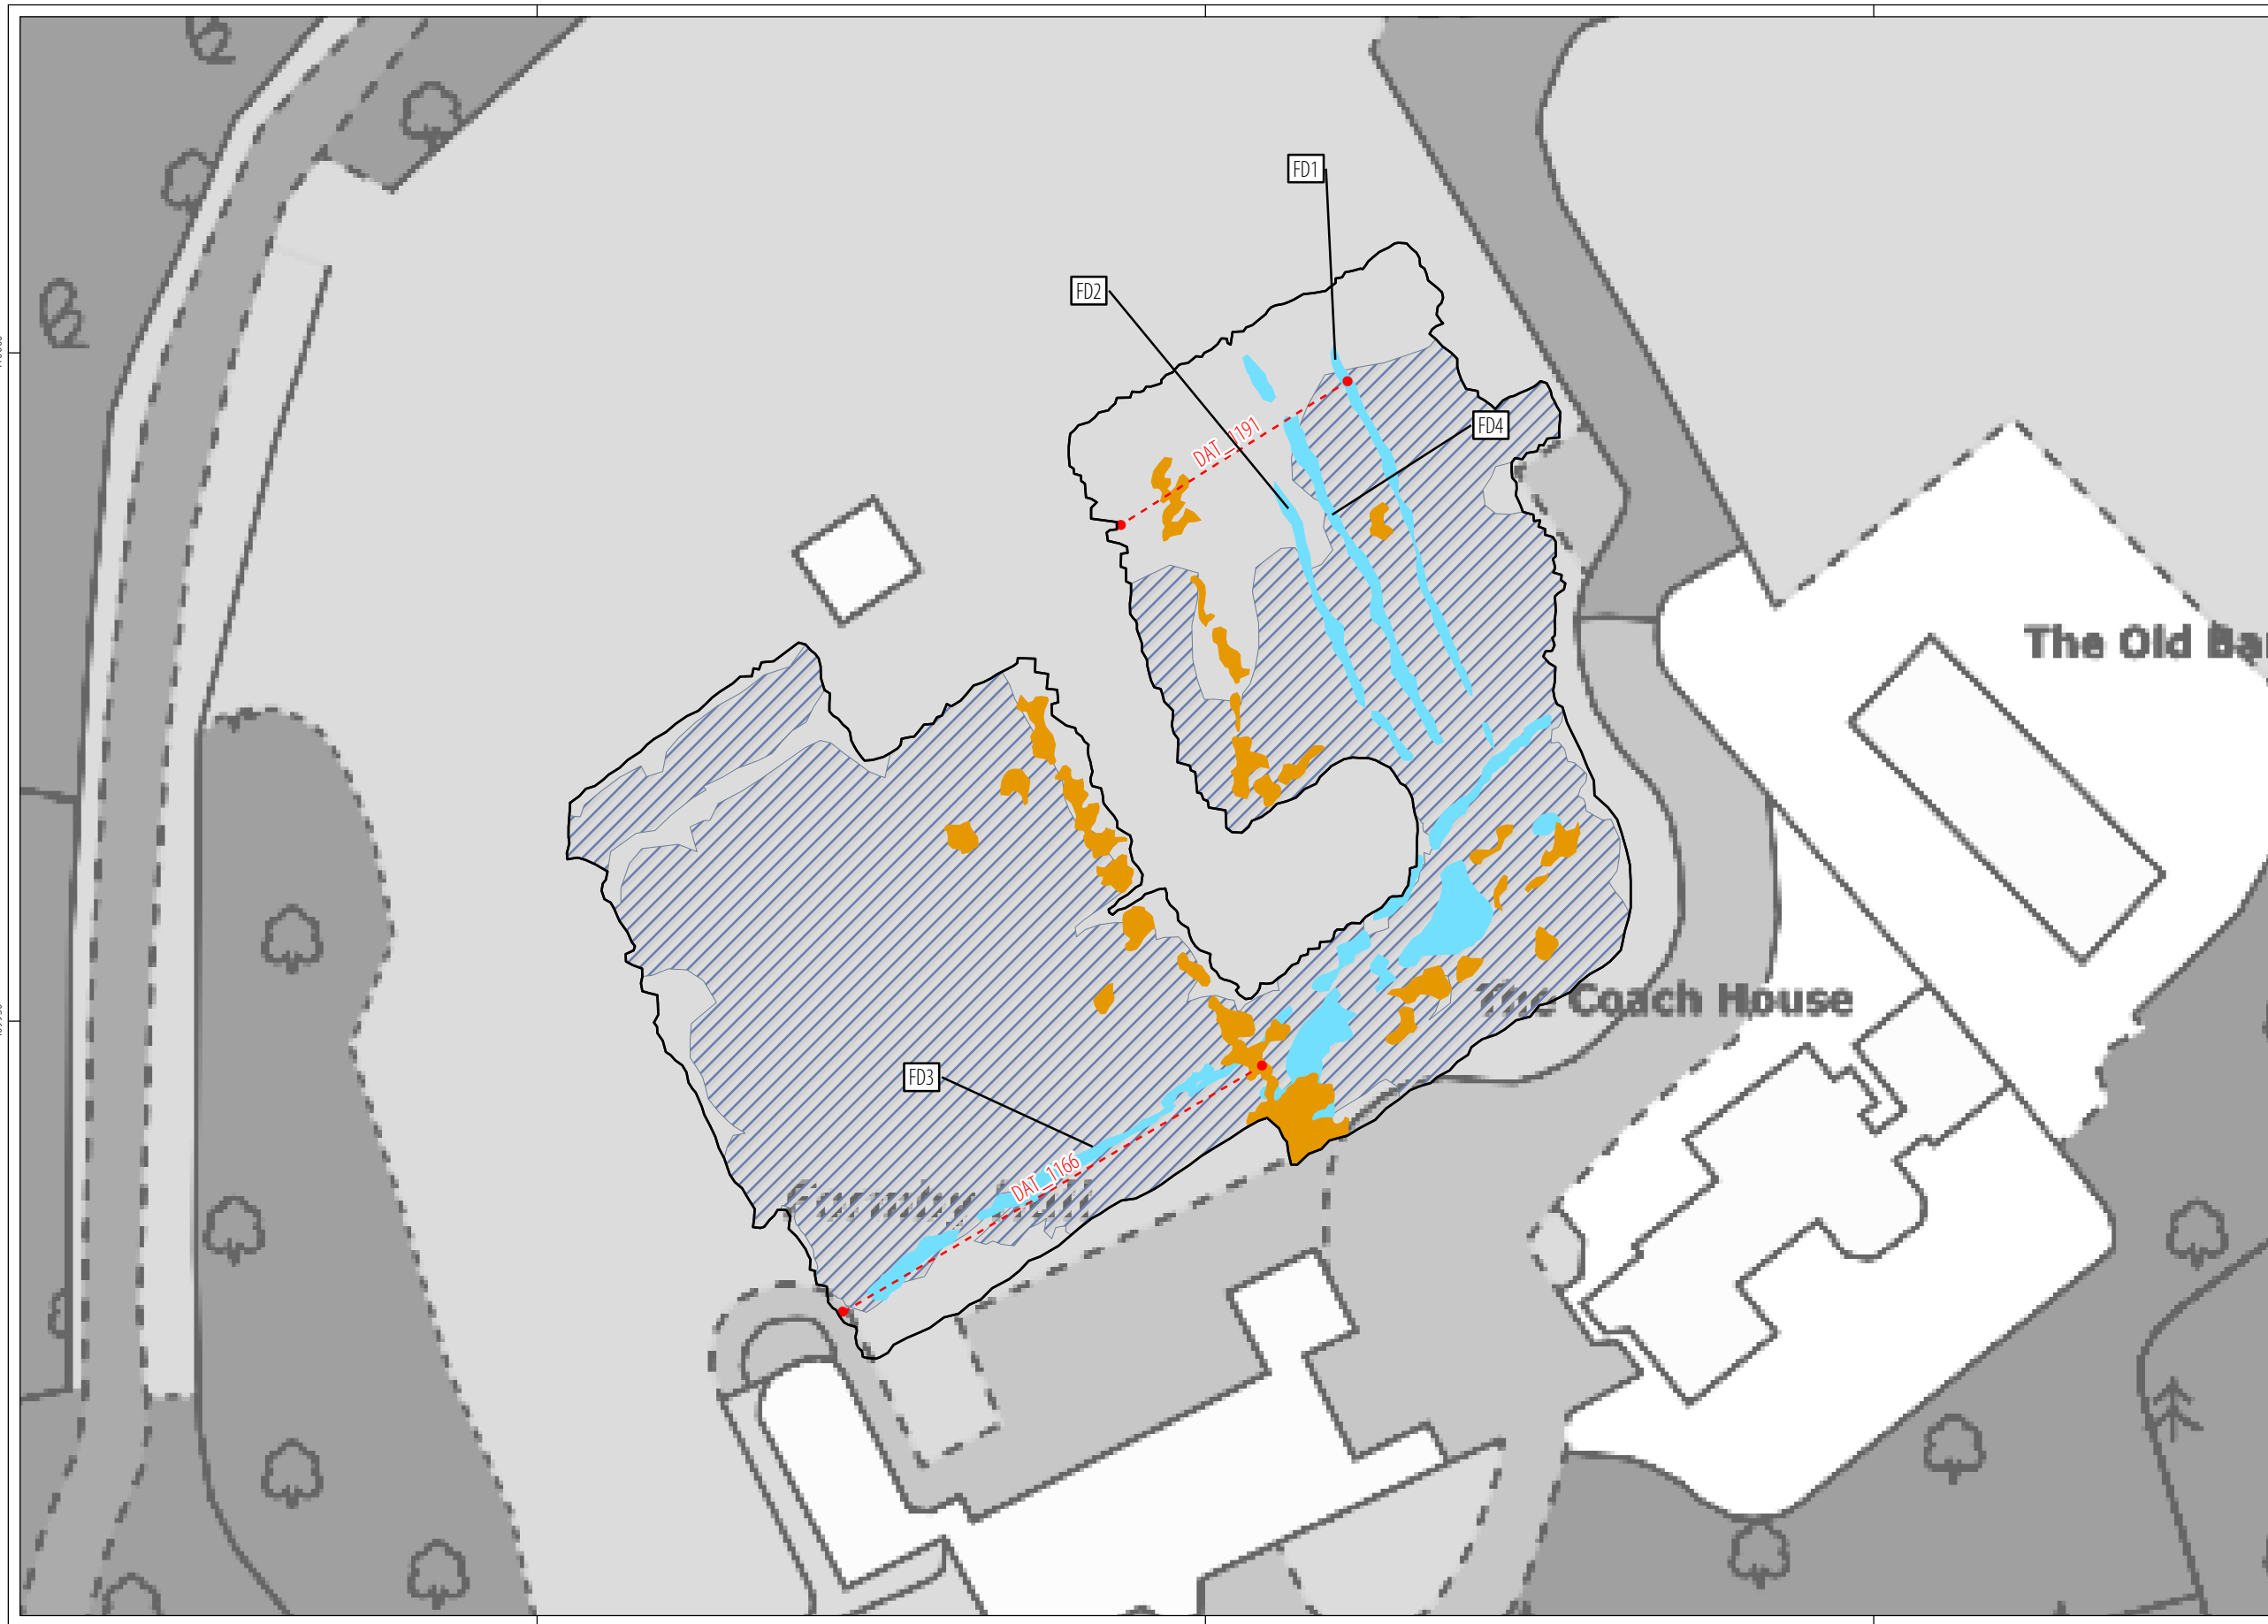 FD1
FD2
DAT_1191
FD4
The Old Ba
The Coach House
FD3
DAT_1166